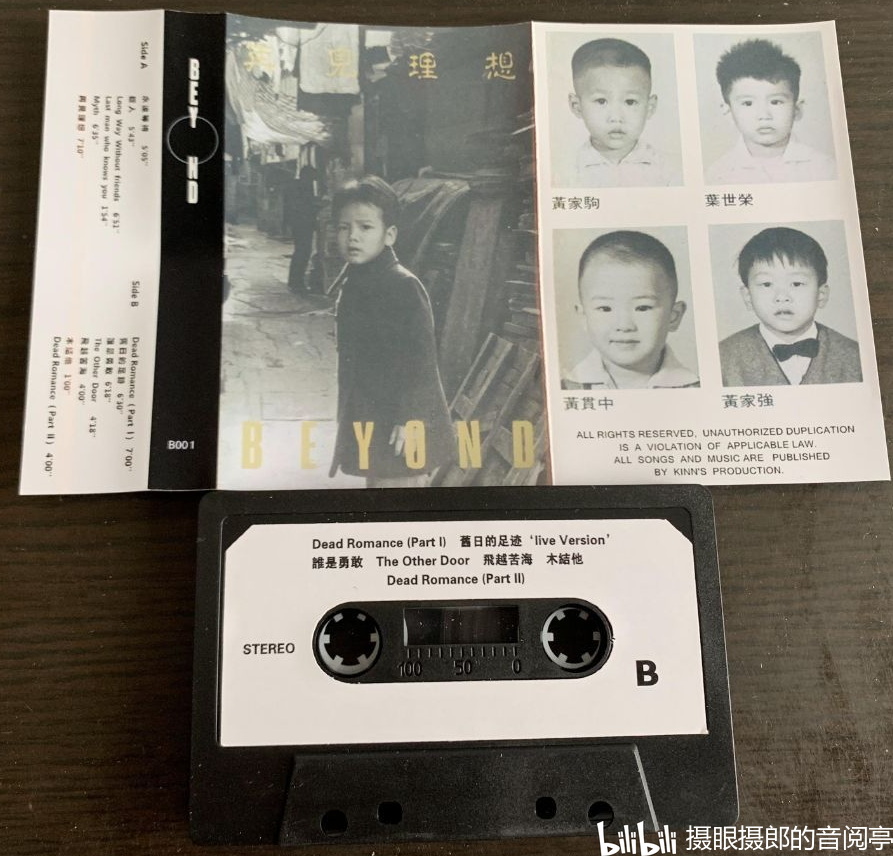 Side A
永遠等待 5'05"
巨人 5'43"
Long Way Without friends 6'51"
Last man who knows you 1'54"
Myth 6'35"
再見理想 7'10"
Side B
Dead Romance (Part I) 7'00"
舊日的足跡 6'30"
誰是勇敢 6'18"
The Other Door 4'18"
飛越苦海 4'00"
木結他 1'00"
Dead Romance (Part II) 4'00"
BEYOND
B001
再見理想
BEYOND
黃家駒
葉世榮
黃貫中
黃家強
ALL RIGHTS RESERVED, UNAUTHORIZED DUPLICATION
IS A VIOLATION OF APPLICABLE LAW.
ALL SONGS AND MUSIC ARE PUBLISHED
BY KINN'S PRODUCTION.
Dead Romance (Part I) 舊日的足迹 'live Version'
誰是勇敢 The Other Door 飛越苦海 木結他
Dead Romance (Part II)
STEREO
100 50 0
B
bilibili 摄眼摄郎的音阅亭